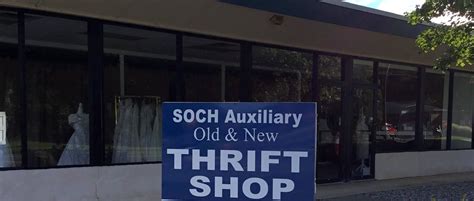 SOCH Auxiliary
Old & New
THRIFT
SHOP